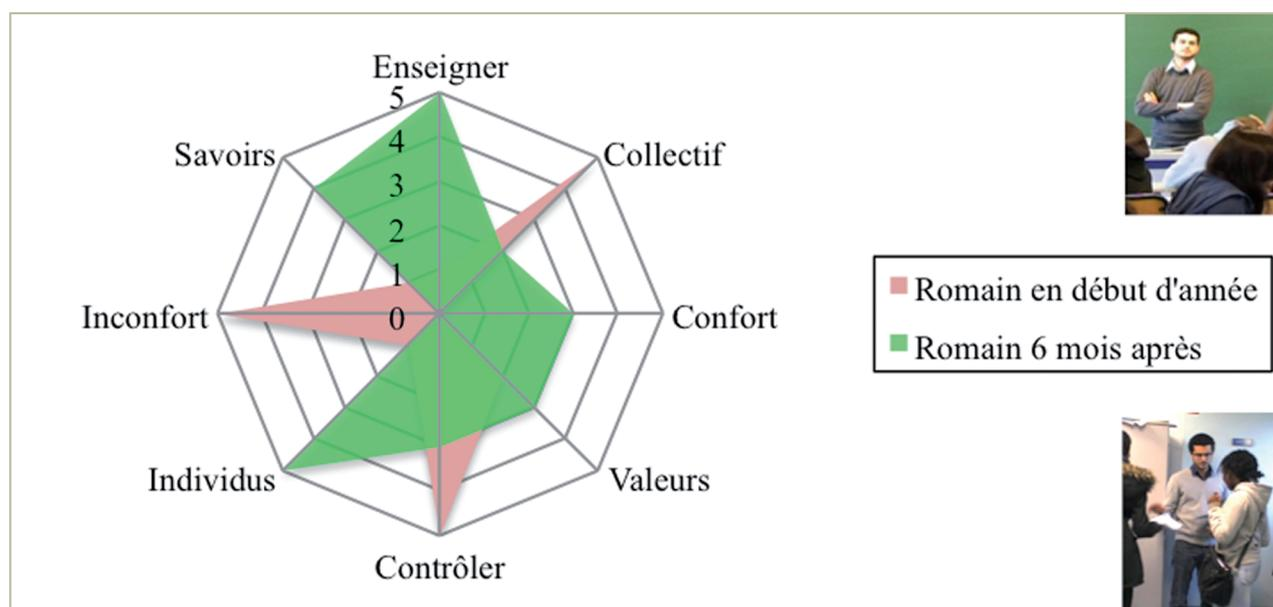 Enseigner
5
Savoirs
4
Collectif
3
2
1
Inconfort
0
Confort
Individus
Valeurs
Contrôler
Romain en début d'année
Romain 6 mois après